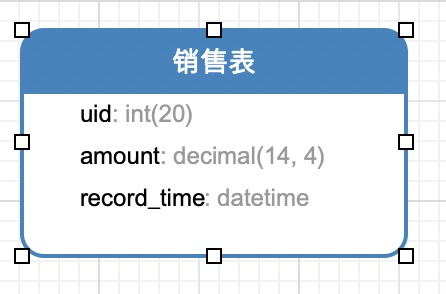 销售表
uid: int(20)
amount: decimal(14, 4)
record_time: datetime